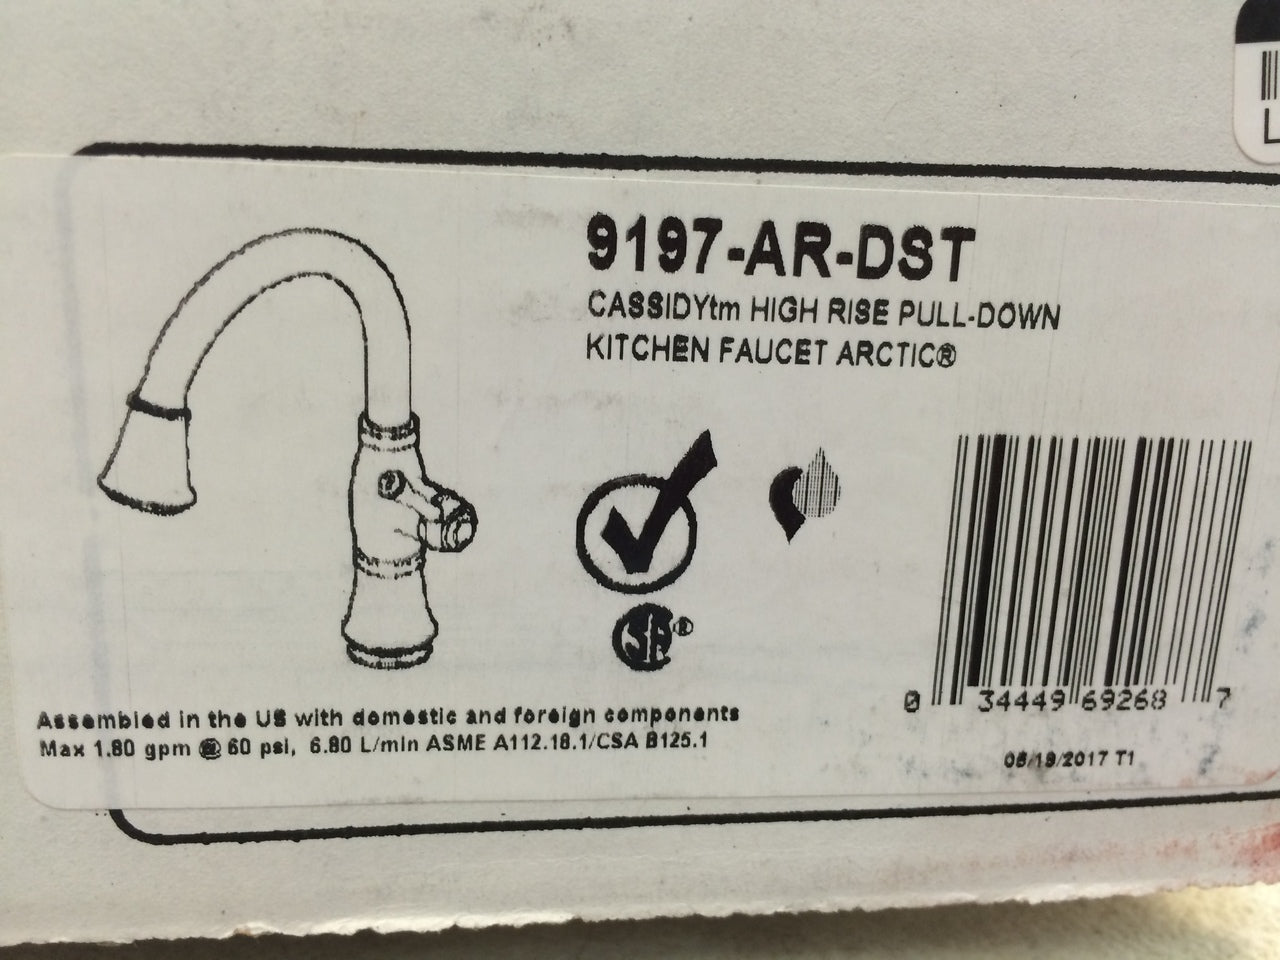 9197-AR-DST
CASSIDYtm HIGH RISE PULL-DOWN
KITCHEN FAUCET ARCTIC®
®
0 34449 69268 7
Assembled in the US with domestic and foreign components
Max 1.80 gpm @ 60 psi, 6.80 L/min ASME A112.18.1/CSA B125.1
/2017 T1
L